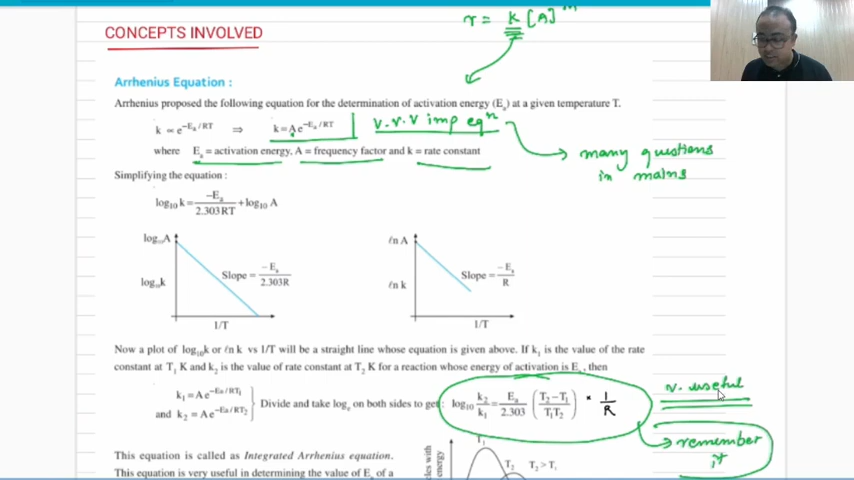 r = k [A]ᵐ
CONCEPTS INVOLVED
Arrhenius Equation :
Arrhenius proposed the following equation for the determination of activation energy (Eₐ) at a given temperature T.
k ∝ e^(–Eₐ/RT) ⇒ k = A e^(–Eₐ/RT) v.v.v imp eqⁿ
where Eₐ = activation energy, A = frequency factor and k = rate constant
many questions
in mains
Simplifying the equation :
log₁₀ k = –Eₐ/2.303 RT + log₁₀ A
log₁₀A
log₁₀k
Slope = –Eₐ/2.303R
1/T
ℓn A
ℓn k
Slope = –Eₐ/R
1/T
Now a plot of log₁₀k or ℓn k vs 1/T will be a straight line whose equation is given above. If k₁ is the value of the rate
constant at T₁ K and k₂ is the value of rate constant at T₂ K for a reaction whose energy of activation is Eₐ, then
k₁ = Ae^(–Ea/RT₁)
and k₂ = Ae^(–Ea/RT₂)
Divide and take logₑ on both sides to get : log₁₀ k₂/k₁ = Eₐ/2.303 (T₂ – T₁/T₁T₂) × 1/R
v. useful
remember
it
This equation is called as Integrated Arrhenius equation.
This equation is very useful in determining the value of Eₐ of a
T₁
T₂ T₂ > T₁